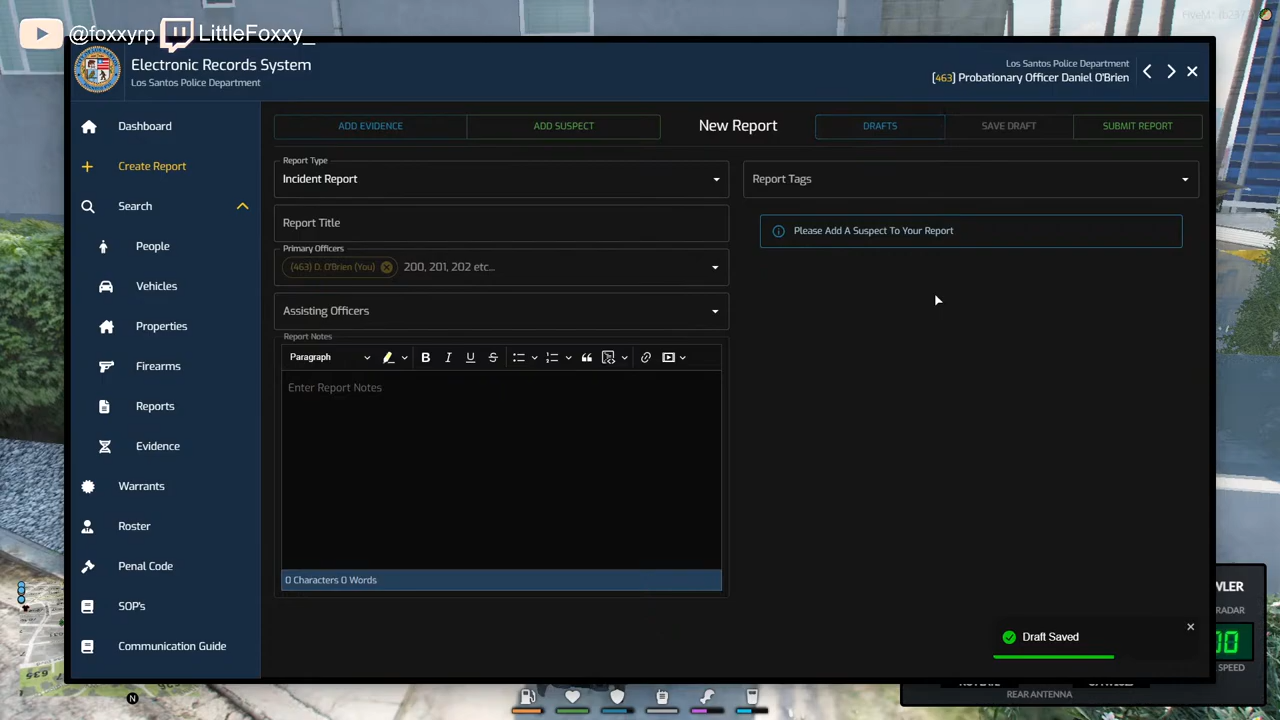 @foxxyrp LittleFoxxy_
Electronic Records System
Los Santos Police Department
Los Santos Police Department
[463] Probationary Officer Daniel O'Brien
Dashboard
Create Report
Search
People
Vehicles
Properties
Firearms
Reports
Evidence
Warrants
Roster
Penal Code
SOP's
Communication Guide
ADD EVIDENCE
ADD SUSPECT
New Report
DRAFTS
SAVE DRAFT
SUBMIT REPORT
Report Type
Incident Report
Report Title
Primary Officers
(463) D. O'Brien (You)
200, 201, 202 etc...
Assisting Officers
Report Notes
Paragraph
B I U S
Enter Report Notes
0 Characters 0 Words
Report Tags
Please Add A Suspect To Your Report
Draft Saved
WLER
RADAR
00
SPEED
REAR ANTENNA
N